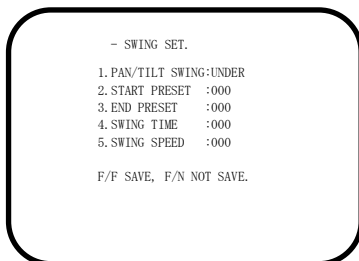 - SWING SET.
1. PAN/TILT SWING:UNDER
2. START PRESET :000
3. END PRESET :000
4. SWING TIME :000
5. SWING SPEED :000
F/F SAVE, F/N NOT SAVE.